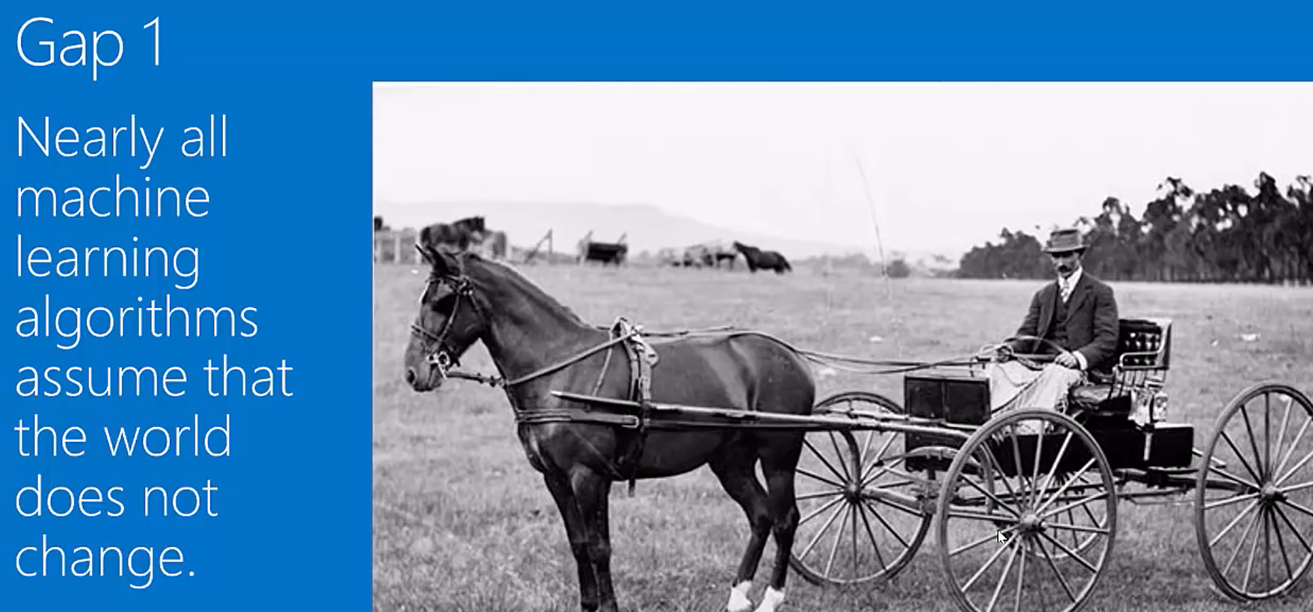 Gap 1
Nearly all
machine
learning
algorithms
assume that
the world
does not
change.